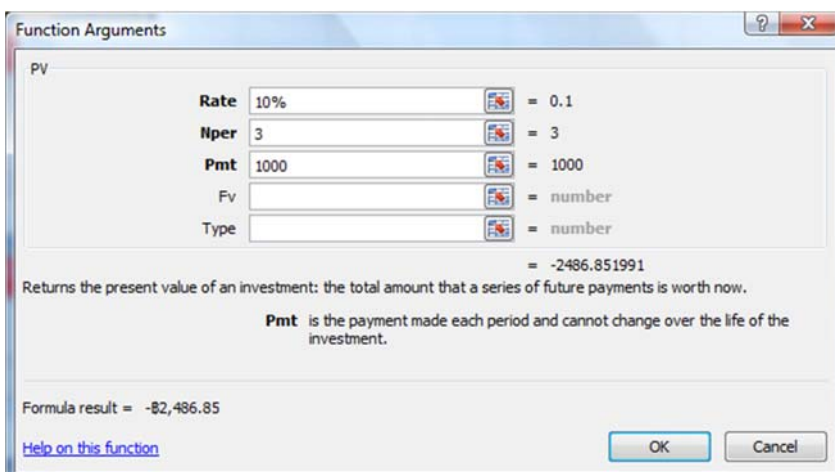 Function Arguments
PV
Rate 10% = 0.1
Nper 3 = 3
Pmt 1000 = 1000
Fv = number
Type = number
= -2486.851991
Returns the present value of an investment: the total amount that a series of future payments is worth now.
Pmt is the payment made each period and cannot change over the life of the
investment.
Formula result = -฿2,486.85
Help on this function OK Cancel